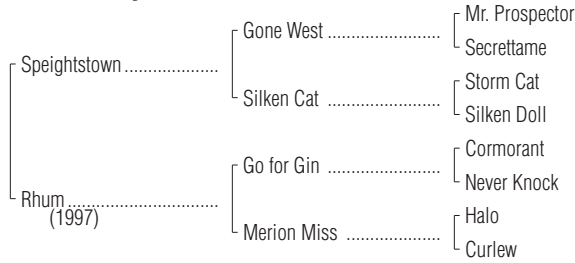 Mr. Prospector
Gone West ....................
Secrettame
Speightstown...................
Storm Cat
Silken Cat ....................
Silken Doll
Cormorant
Go for Gin ....................
Never Knock
Rhum..............................
(1997)
Halo
Merion Miss .................
Curlew